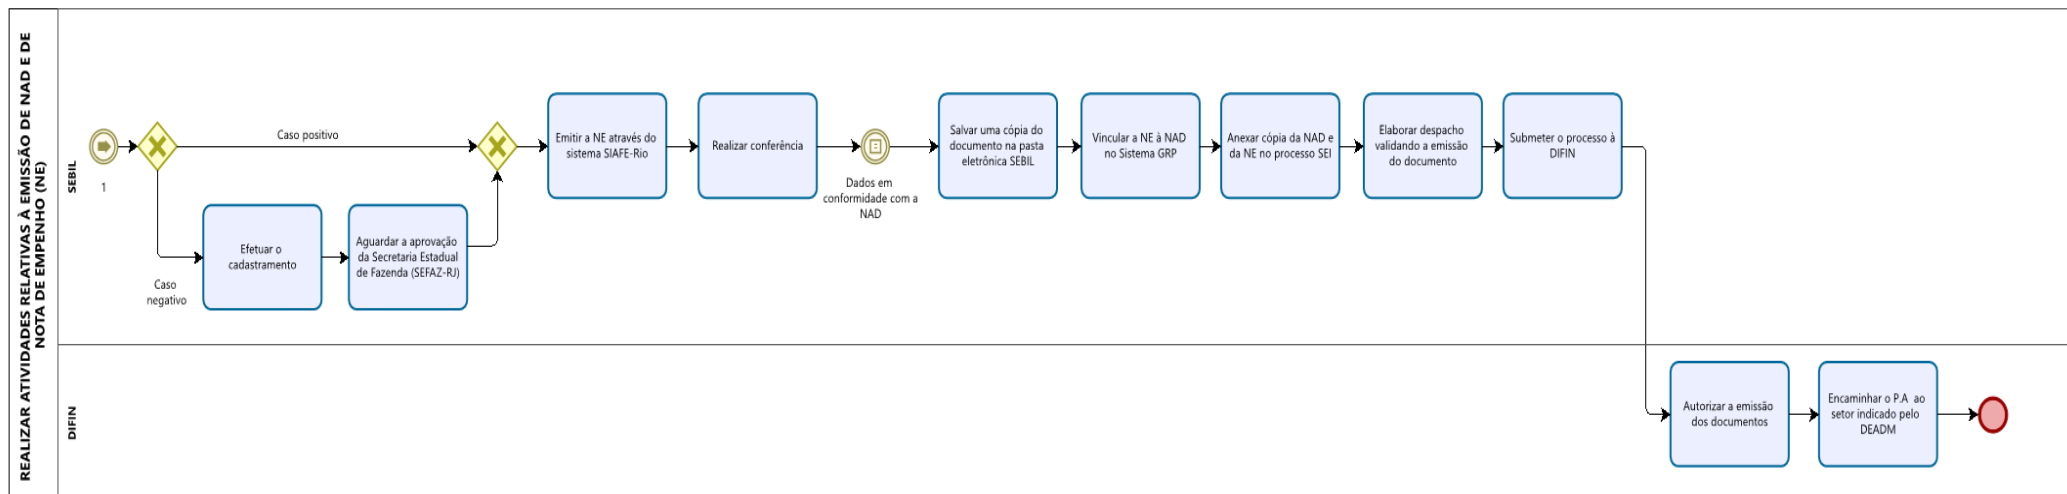 REALIZAR ATIVIDADES RELATIVAS À EMISSÃO DE NAD E DE
NOTA DE EMPENHO (NE)
SEBIL
1
Caso positivo
Caso
negativo
Efetuar o
cadastramento
Aguardar a aprovação
da Secretaria Estadual
de Fazenda (SEFAZ-RJ)
Emitir a NE através do
sistema SIAFE-Rio
Realizar conferência
Dados em
conformidade com a
NAD
Salvar uma cópia do
documento na pasta
eletrônica SEBIL
Vincular a NE à NAD
no Sistema GRP
Anexar cópia da NAD e
da NE no processo SEI
Elaborar despacho
validando a emissão
do documento
Submeter o processo à
DIFIN
DIFIN
Autorizar a emissão
dos documentos
Encaminhar o P.A ao
setor indicado pelo
DEADM